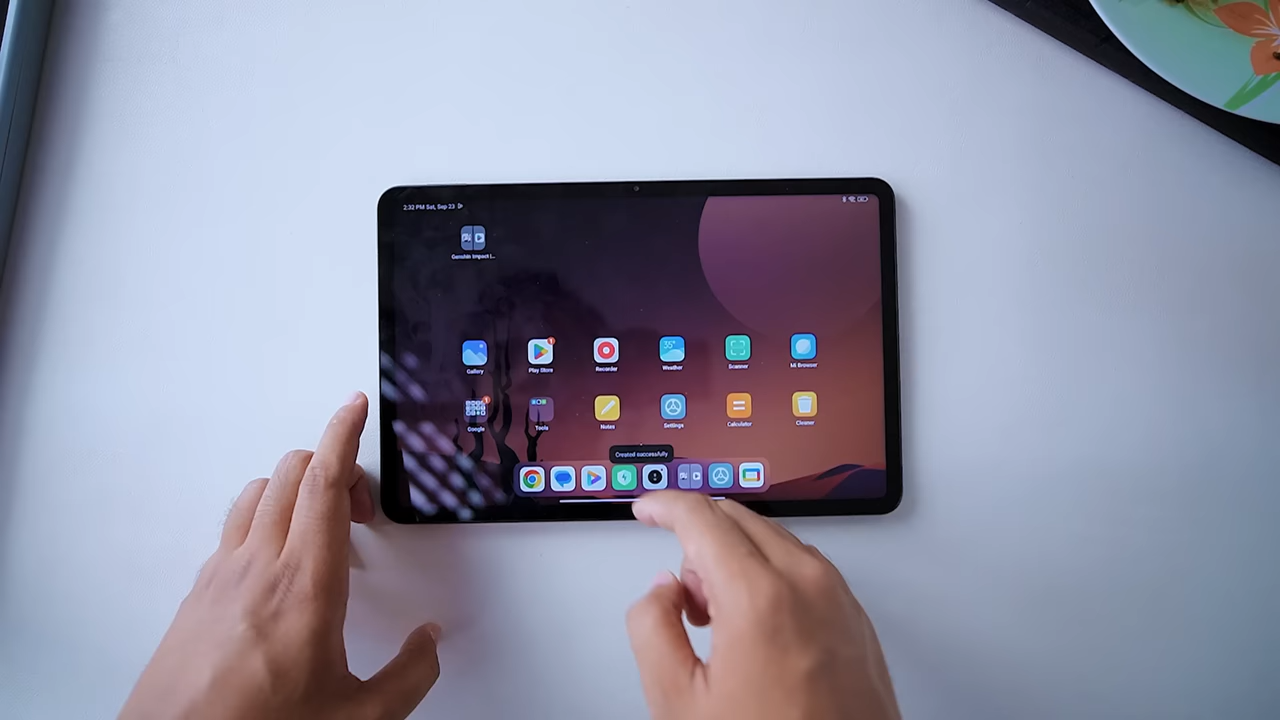 2:32 PM Sat, Sep 23
Genshin Impact I...
35°
Gallery
Play Store
Recorder
Weather
Scanner
Mi Browser
Google
Tools
Notes
Settings
Calculator
Cleaner
Created successfully